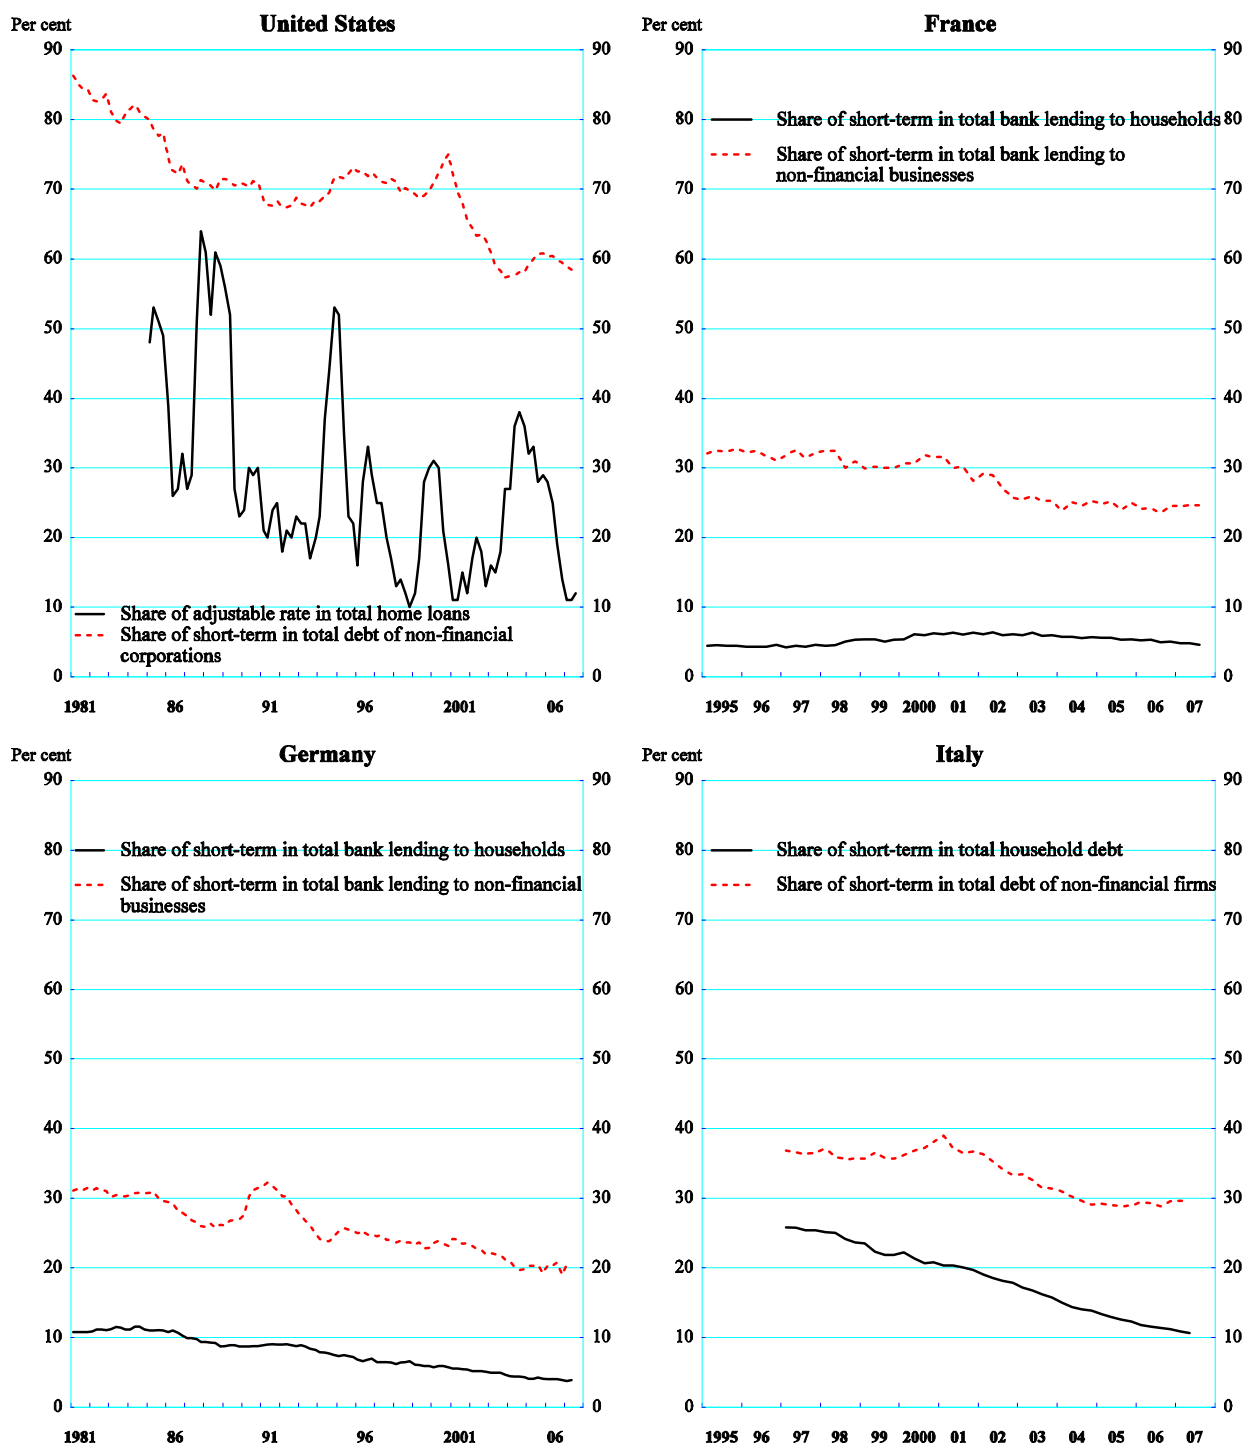 United States
Per cent
90 90
80 80
70 70
60 60
50 50
40 40
30 30
20 20
10 10
0 0
Share of adjustable rate in total home loans
Share of short-term in total debt of non-financial
corporations
1981 86 91 96 2001 06
France
Per cent
90 90
80 80
70 70
60 60
50 50
40 40
30 30
20 20
10 10
0 0
Share of short-term in total bank lending to households
Share of short-term in total bank lending to
non-financial businesses
1995 96 97 98 99 2000 01 02 03 04 05 06 07
Germany
Per cent
90 90
80 80
70 70
60 60
50 50
40 40
30 30
20 20
10 10
0 0
Share of short-term in total bank lending to households
Share of short-term in total bank lending to non-financial
businesses
1981 86 91 96 2001 06
Italy
Per cent
90 90
80 80
70 70
60 60
50 50
40 40
30 30
20 20
10 10
0 0
Share of short-term in total household debt
Share of short-term in total debt of non-financial firms
1995 96 97 98 99 2000 01 02 03 04 05 06 07